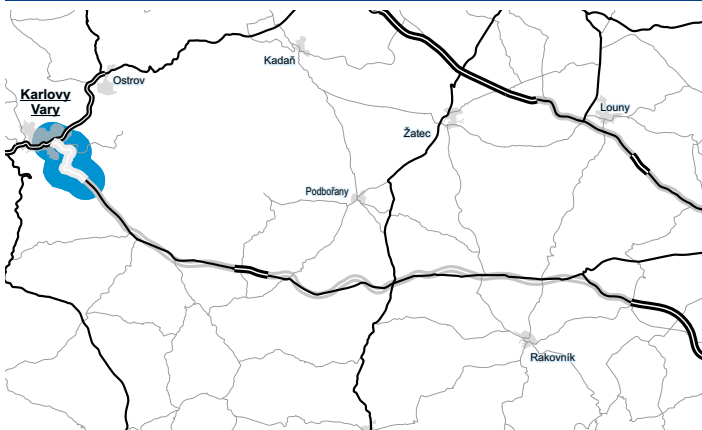 Kadaň
Ostrov
Karlovy
Vary
Louny
Žatec
Podbořany
Rakovník